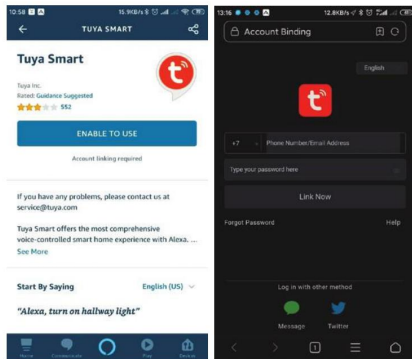 10:58
15.9KB/s
TUYA SMART
Tuya Smart
Tuya Inc.
Rated: Guidance Suggested
552
ENABLE TO USE
Account linking required
If you have any problems, please contact us at
service@tuya.com
Tuya Smart offers the most comprehensive
voice-controlled smart home experience with Alexa. ...
See More
Start By Saying
English (US)
"Alexa, turn on hallway light"
Home
Communicate
Play
Devices
13:16
12.8KB/s
Account Binding
English
+7
Phone Number/Email Address
Type your password here
Link Now
Forgot Password
Help
Log in with other method
Message
Twitter
1